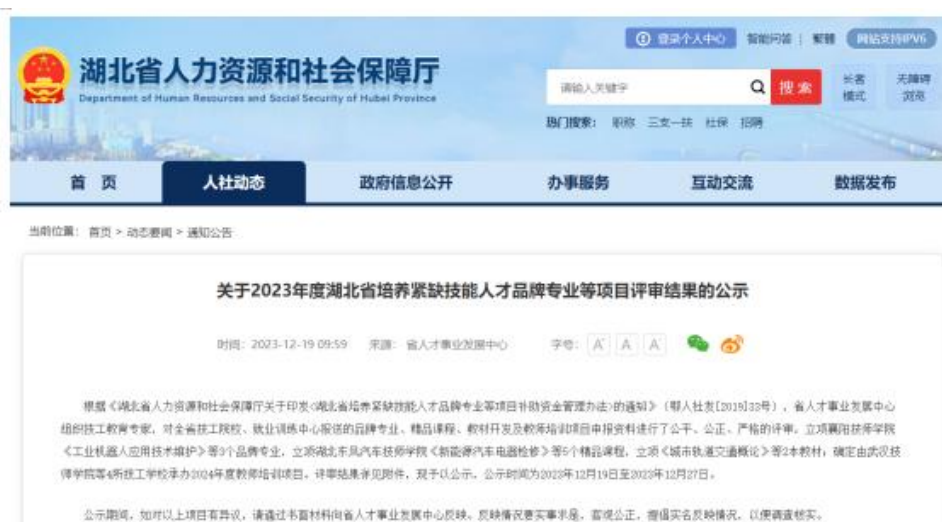 登录个人中心 智能问答 | 繁體 网站支持IPV6
湖北省人力资源和社会保障厅
Department of Human Resources and Social Security of Hubei Province
请输入关键字 搜索 长者模式 无障碍浏览
热门搜索： 职称 三支一扶 社保 招聘
首 页 人社动态 政府信息公开 办事服务 互动交流 数据发布
当前位置： 首页 > 动态要闻 > 通知公告
关于2023年度湖北省培养紧缺技能人才品牌专业等项目评审结果的公示
时间：2023-12-19 09:59 来源： 省人才事业发展中心 字号： A+ A A-
根据《湖北省人力资源和社会保障厅关于印发<湖北省培养紧缺技能人才品牌专业等项目补助资金管理办法>的通知》（鄂人社发[2019]33号），省人才事业发展中心
组织技工教育专家，对全省技工院校、就业训练中心报送的品牌专业、精品课程、教材开发及教师培训项目申报资料进行了公平、公正、严格的评审。立项襄阳技师学院
《工业机器人应用技术维护》等3个品牌专业，立项湖北东风汽车技师学院《新能源汽车电器检修》等5个精品课程，立项《城市轨道交通概论》等2本教材，确定由武汉技
师学院等4所技工学校承办2024年度教师培训项目。评审结果详见附件，现予以公示。公示时间为2023年12月19日至2023年12月27日。
公示期间，如对以上项目有异议，请通过书面材料向省人才事业发展中心反映。反映情况要实事求是，客观公正，提倡实名反映情况，以便调查核实。